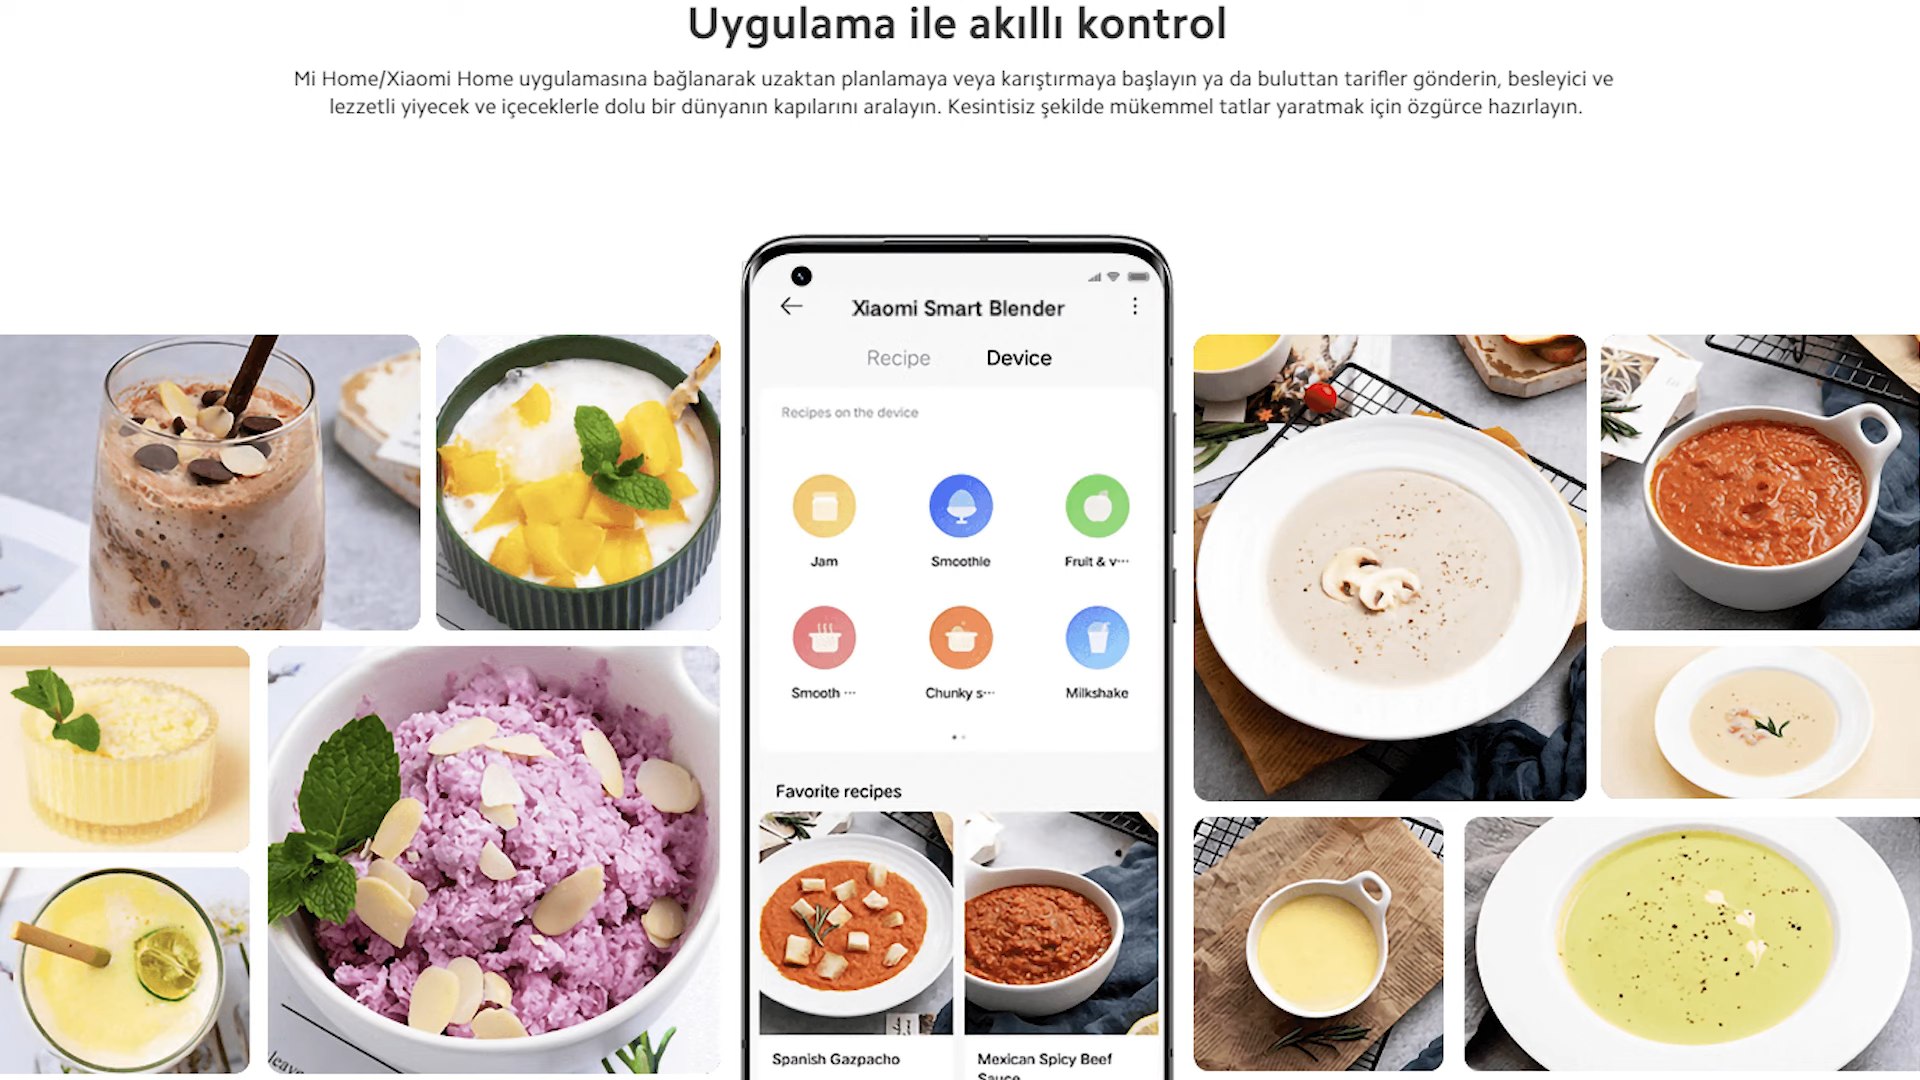 Uygulama ile akıllı kontrol
Mi Home/Xiaomi Home uygulamasına bağlanarak uzaktan planlamaya veya karıştırmaya başlayın ya da buluttan tarifler gönderin, besleyici ve
lezzetli yiyecek ve içeceklerle dolu bir dünyanın kapılarını aralayın. Kesintisiz şekilde mükemmel tatlar yaratmak için özgürce hazırlayın.
Xiaomi Smart Blender
Recipe Device
Recipes on the device
Jam Smoothie Fruit & v···
Smooth ··· Chunky s··· Milkshake
Favorite recipes
Spanish Gazpacho
Mexican Spicy Beef
Sauce